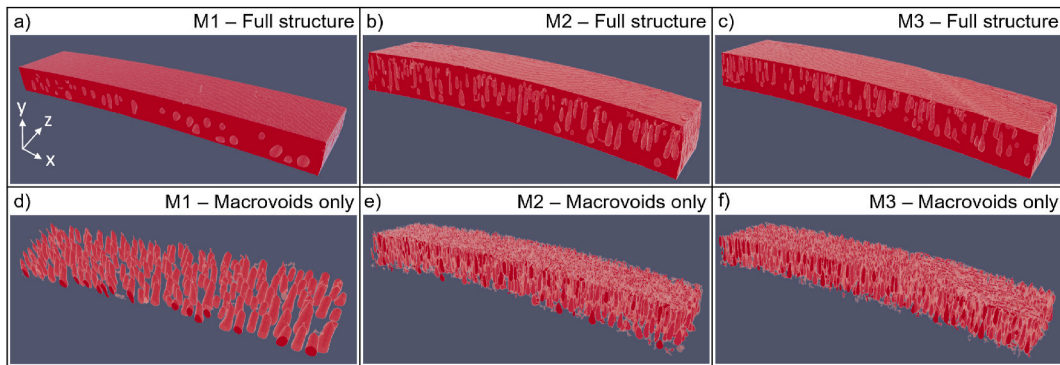 a) M1 – Full structure
b) M2 – Full structure
c) M3 – Full structure
y
z
x
d) M1 – Macrovoids only
e) M2 – Macrovoids only
f) M3 – Macrovoids only